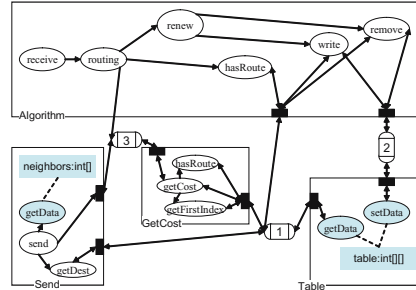 renew
remove
write
receive
routing
hasRoute
Algorithm
3
2
neighbors:int[]
hasRoute
getCost
getData
getFirstIndex
setData
GetCost
send
1
getData
getDest
table:int[][]
Send
Table